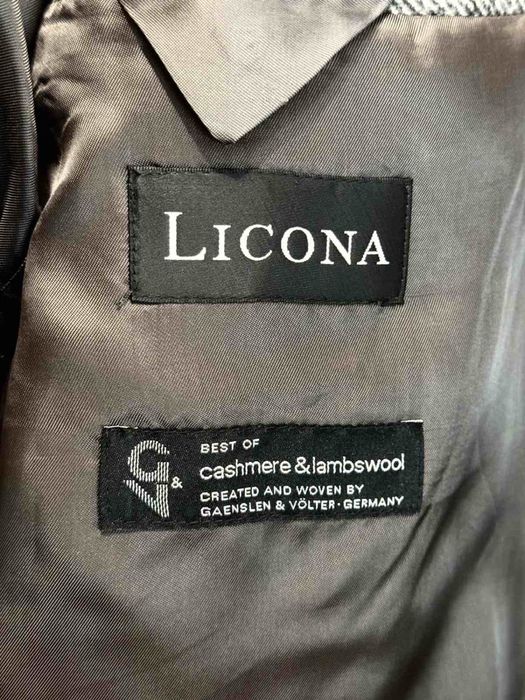 LICONA
G&V
BEST OF
cashmere & lambswool
CREATED AND WOVEN BY
GAENSLEN & VÖLTER · GERMANY